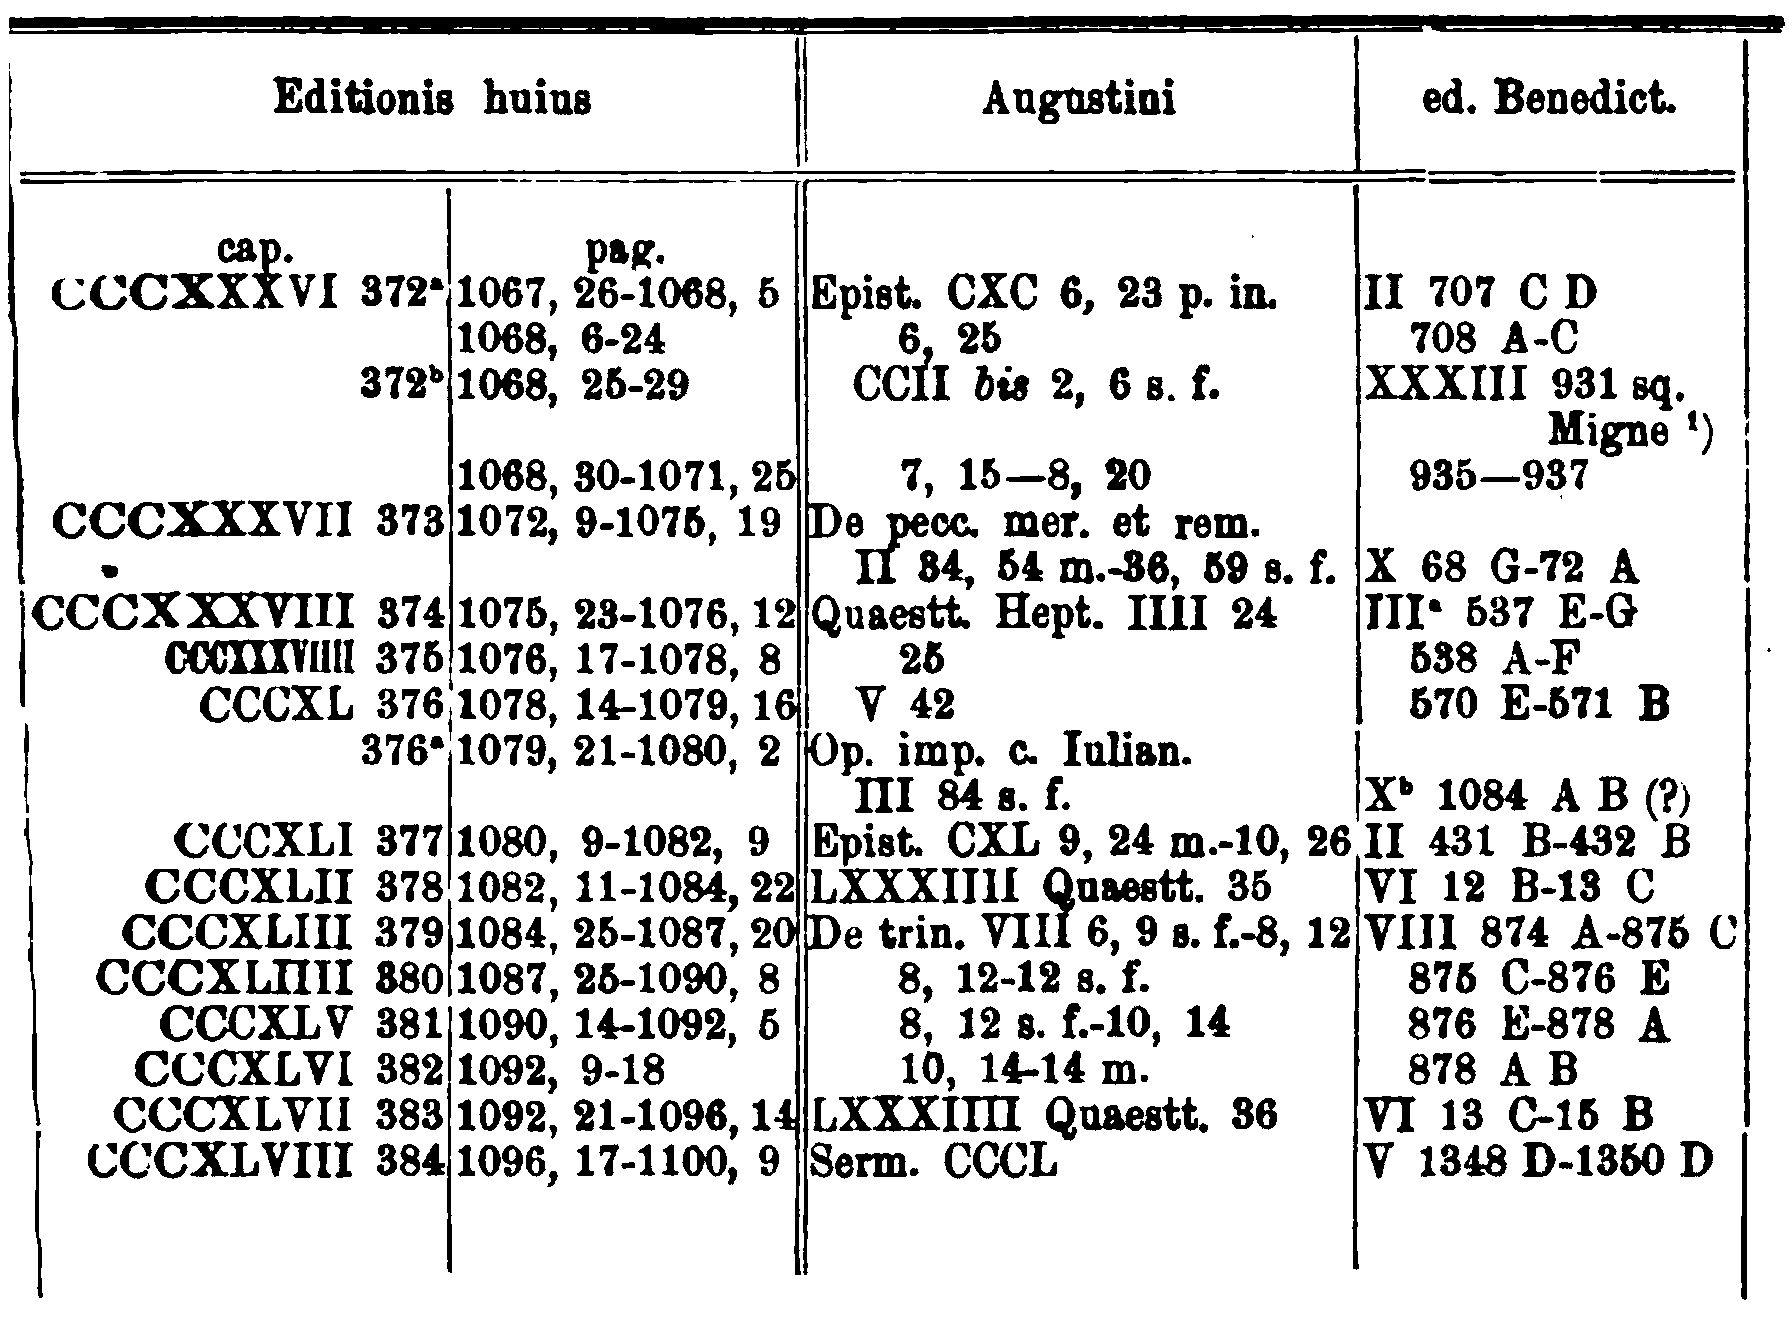 Editionis huius Augustini ed. Benedict.
cap. pag.
CCCXXXVI 372ᵃ 1067, 26-1068, 5 Epist. CXC 6, 23 p. in. II 707 C D
1068, 6-24 6, 25 708 A-C
372ᵇ 1068, 25-29 CCII bis 2, 6 s. f. XXXIII 931 sq.
Migne ¹)
1068, 30-1071, 25 7, 15—8, 20 935—937
CCCXXXVII 373 1072, 9-1075, 19 De pecc. mer. et rem.
II 34, 54 m.-36, 59 s. f. X 68 G-72 A
CCCXXXVIII 374 1075, 23-1076, 12 Quaestt. Hept. IIII 24 IIIᵃ 537 E-G
CCCXXXVIIII 375 1076, 17-1078, 8 25 538 A-F
CCCXL 376 1078, 14-1079, 16 V 42 570 E-571 B
376ᵃ 1079, 21-1080, 2 Op. imp. c. Iulian.
III 84 s. f. Xᵇ 1084 A B (?)
CCCXLI 377 1080, 9-1082, 9 Epist. CXL 9, 24 m.-10, 26 II 431 B-432 B
CCCXLII 378 1082, 11-1084, 22 LXXXIIII Quaestt. 35 VI 12 B-13 C
CCCXLIII 379 1084, 25-1087, 20 De trin. VIII 6, 9 s. f.-8, 12 VIII 874 A-875 C
CCCXLIIII 380 1087, 25-1090, 8 8, 12-12 s. f. 875 C-876 E
CCCXLV 381 1090, 14-1092, 5 8, 12 s. f.-10, 14 876 E-878 A
CCCXLVI 382 1092, 9-18 10, 14-14 m. 878 A B
CCCXLVII 383 1092, 21-1096, 14 LXXXIIII Quaestt. 36 VI 13 C-15 B
CCCXLVIII 384 1096, 17-1100, 9 Serm. CCCL V 1348 D-1350 D